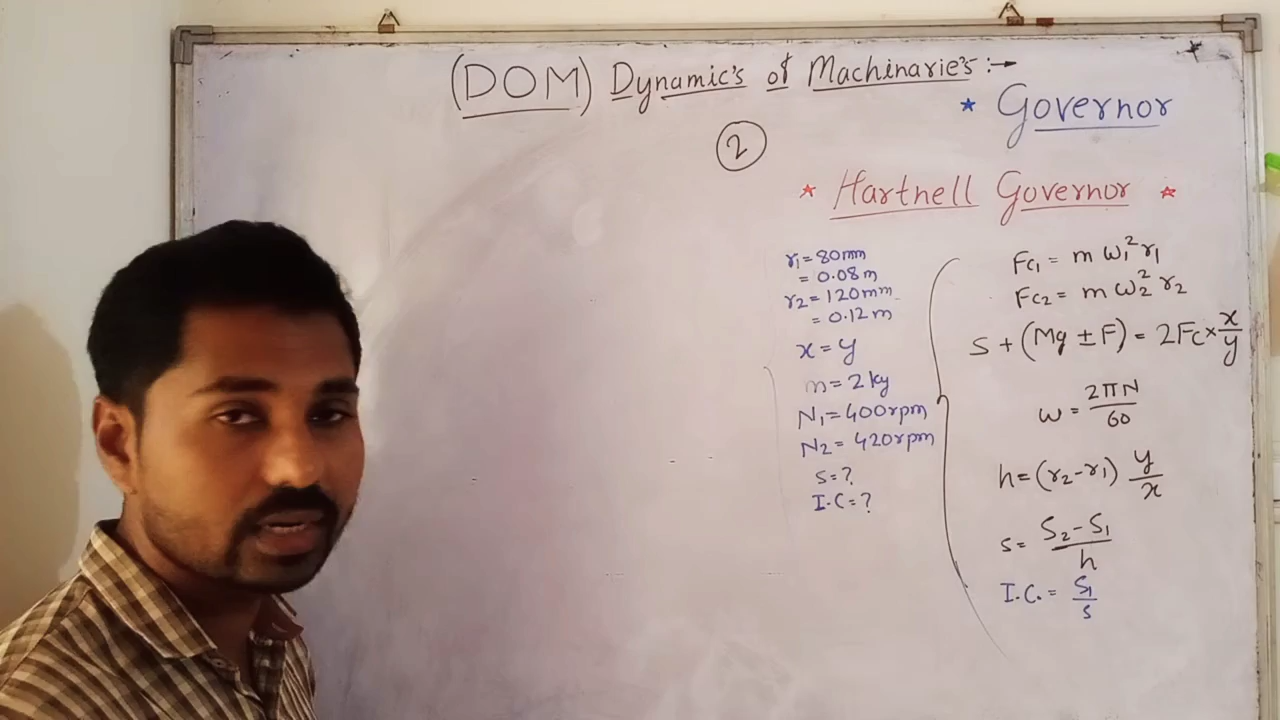 (DOM) Dynamic's of Machinarie's :→
* Governor
2
* Hartnell Governor *
r1 = 80mm
= 0.08m
r2 = 120mm
= 0.12m
x = y
m = 2kg
N1 = 400rpm
N2 = 420rpm
s = ?
I.C = ?
Fc1 = m ω1² r1
Fc2 = m ω2² r2
S + (Mg ± F) = 2Fc × x/y
ω = 2πN/60
h = (r2 - r1) y/x
s = S2 - S1/h
I.C. = S1/s